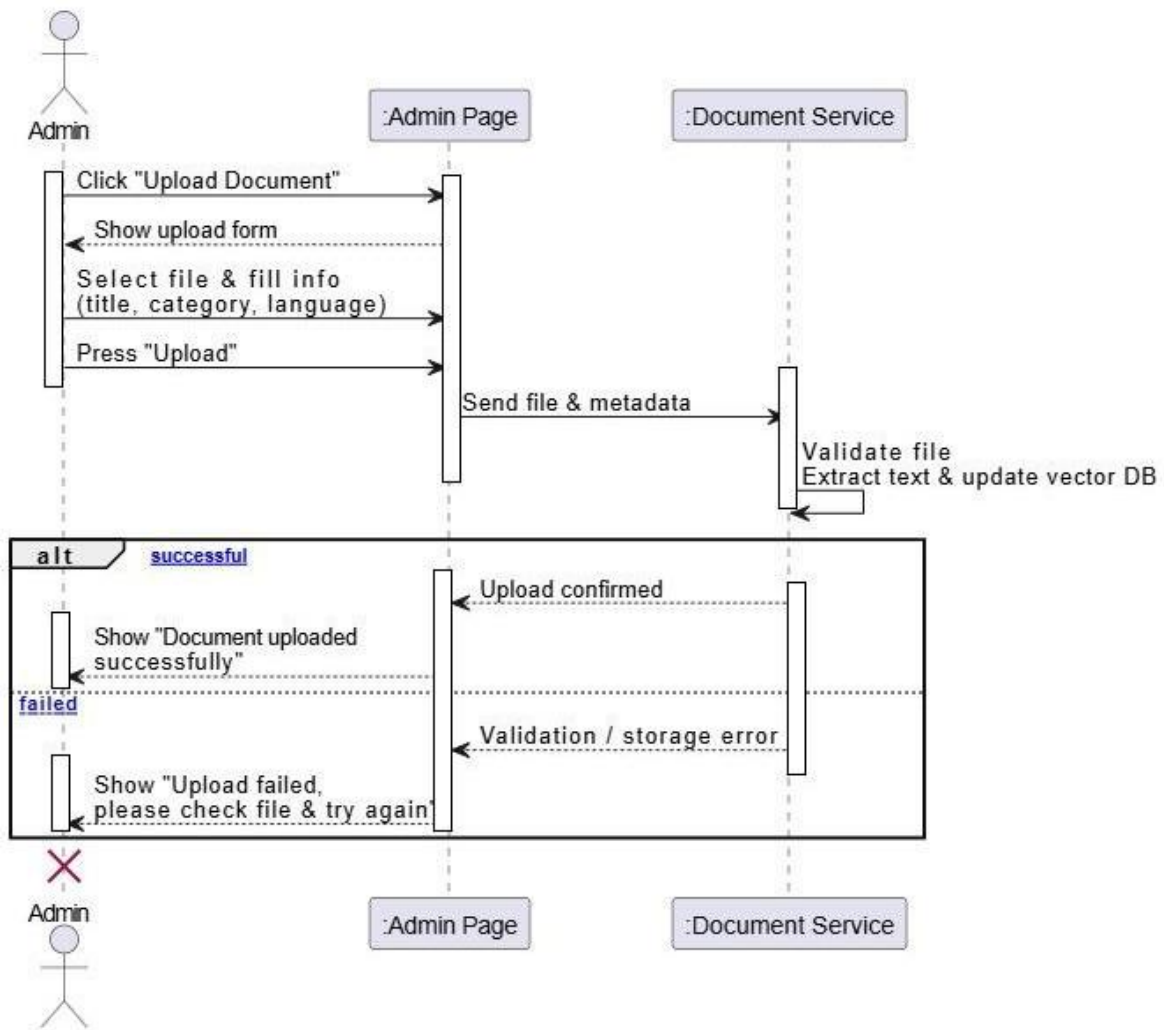 Admin
:Admin Page
:Document Service
Click "Upload Document"
Show upload form
Select file & fill info
(title, category, language)
Press "Upload"
Send file & metadata
Validate file
Extract text & update vector DB
alt
successful
Upload confirmed
Show "Document uploaded
successfully"
failed
Validation / storage error
Show "Upload failed,
please check file & try again"
Admin
:Admin Page
:Document Service